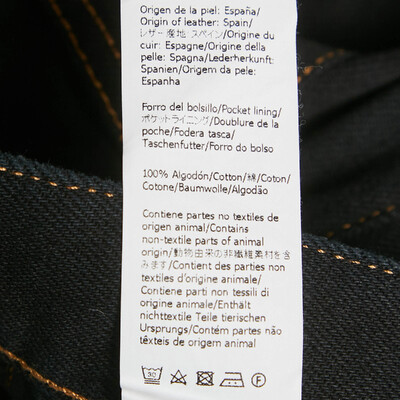 Origen de la piel: España/
Origin of leather: Spain/
レザー産地:スペイン/Origine du
cuir: Espagne/Origine della
pelle: Spagna/Lederherkunft:
Spanien/Origem da pele:
Espanha
Forro del bolsillo/Pocket lining/
ポケットライニング/Doublure de la
poche/Fodera tasca/
Taschenfutter/Forro do bolso
100% Algodón/Cotton/綿/Coton/
Cotone/Baumwolle/Algodão
Contiene partes no textiles de
origen animal/Contains
non-textile parts of animal
origin/動物由来の非繊維素材を含
みます/Contient des parties non
textiles d'origine animale/
Contiene parti non tessili di
origine animale/Enthält
nichttextile Teile tierischen
Ursprungs/Contém partes não
têxteis de origem animal
30 F